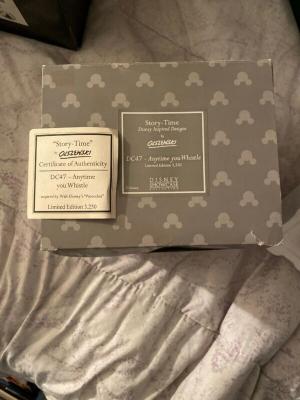 "Story-Time"
by OLSZEWSKI
Certificate of Authenticity
DC47 - Anytime
you Whistle
inspired by Walt Disney's "Pinocchio"
Limited Edition 3,250
Story-Time
Disney Inspired Designs
by
OLSZEWSKI
DC47 - Anytime you Whistle
Limited Edition 3,250
DISNEY
SHOWCASE